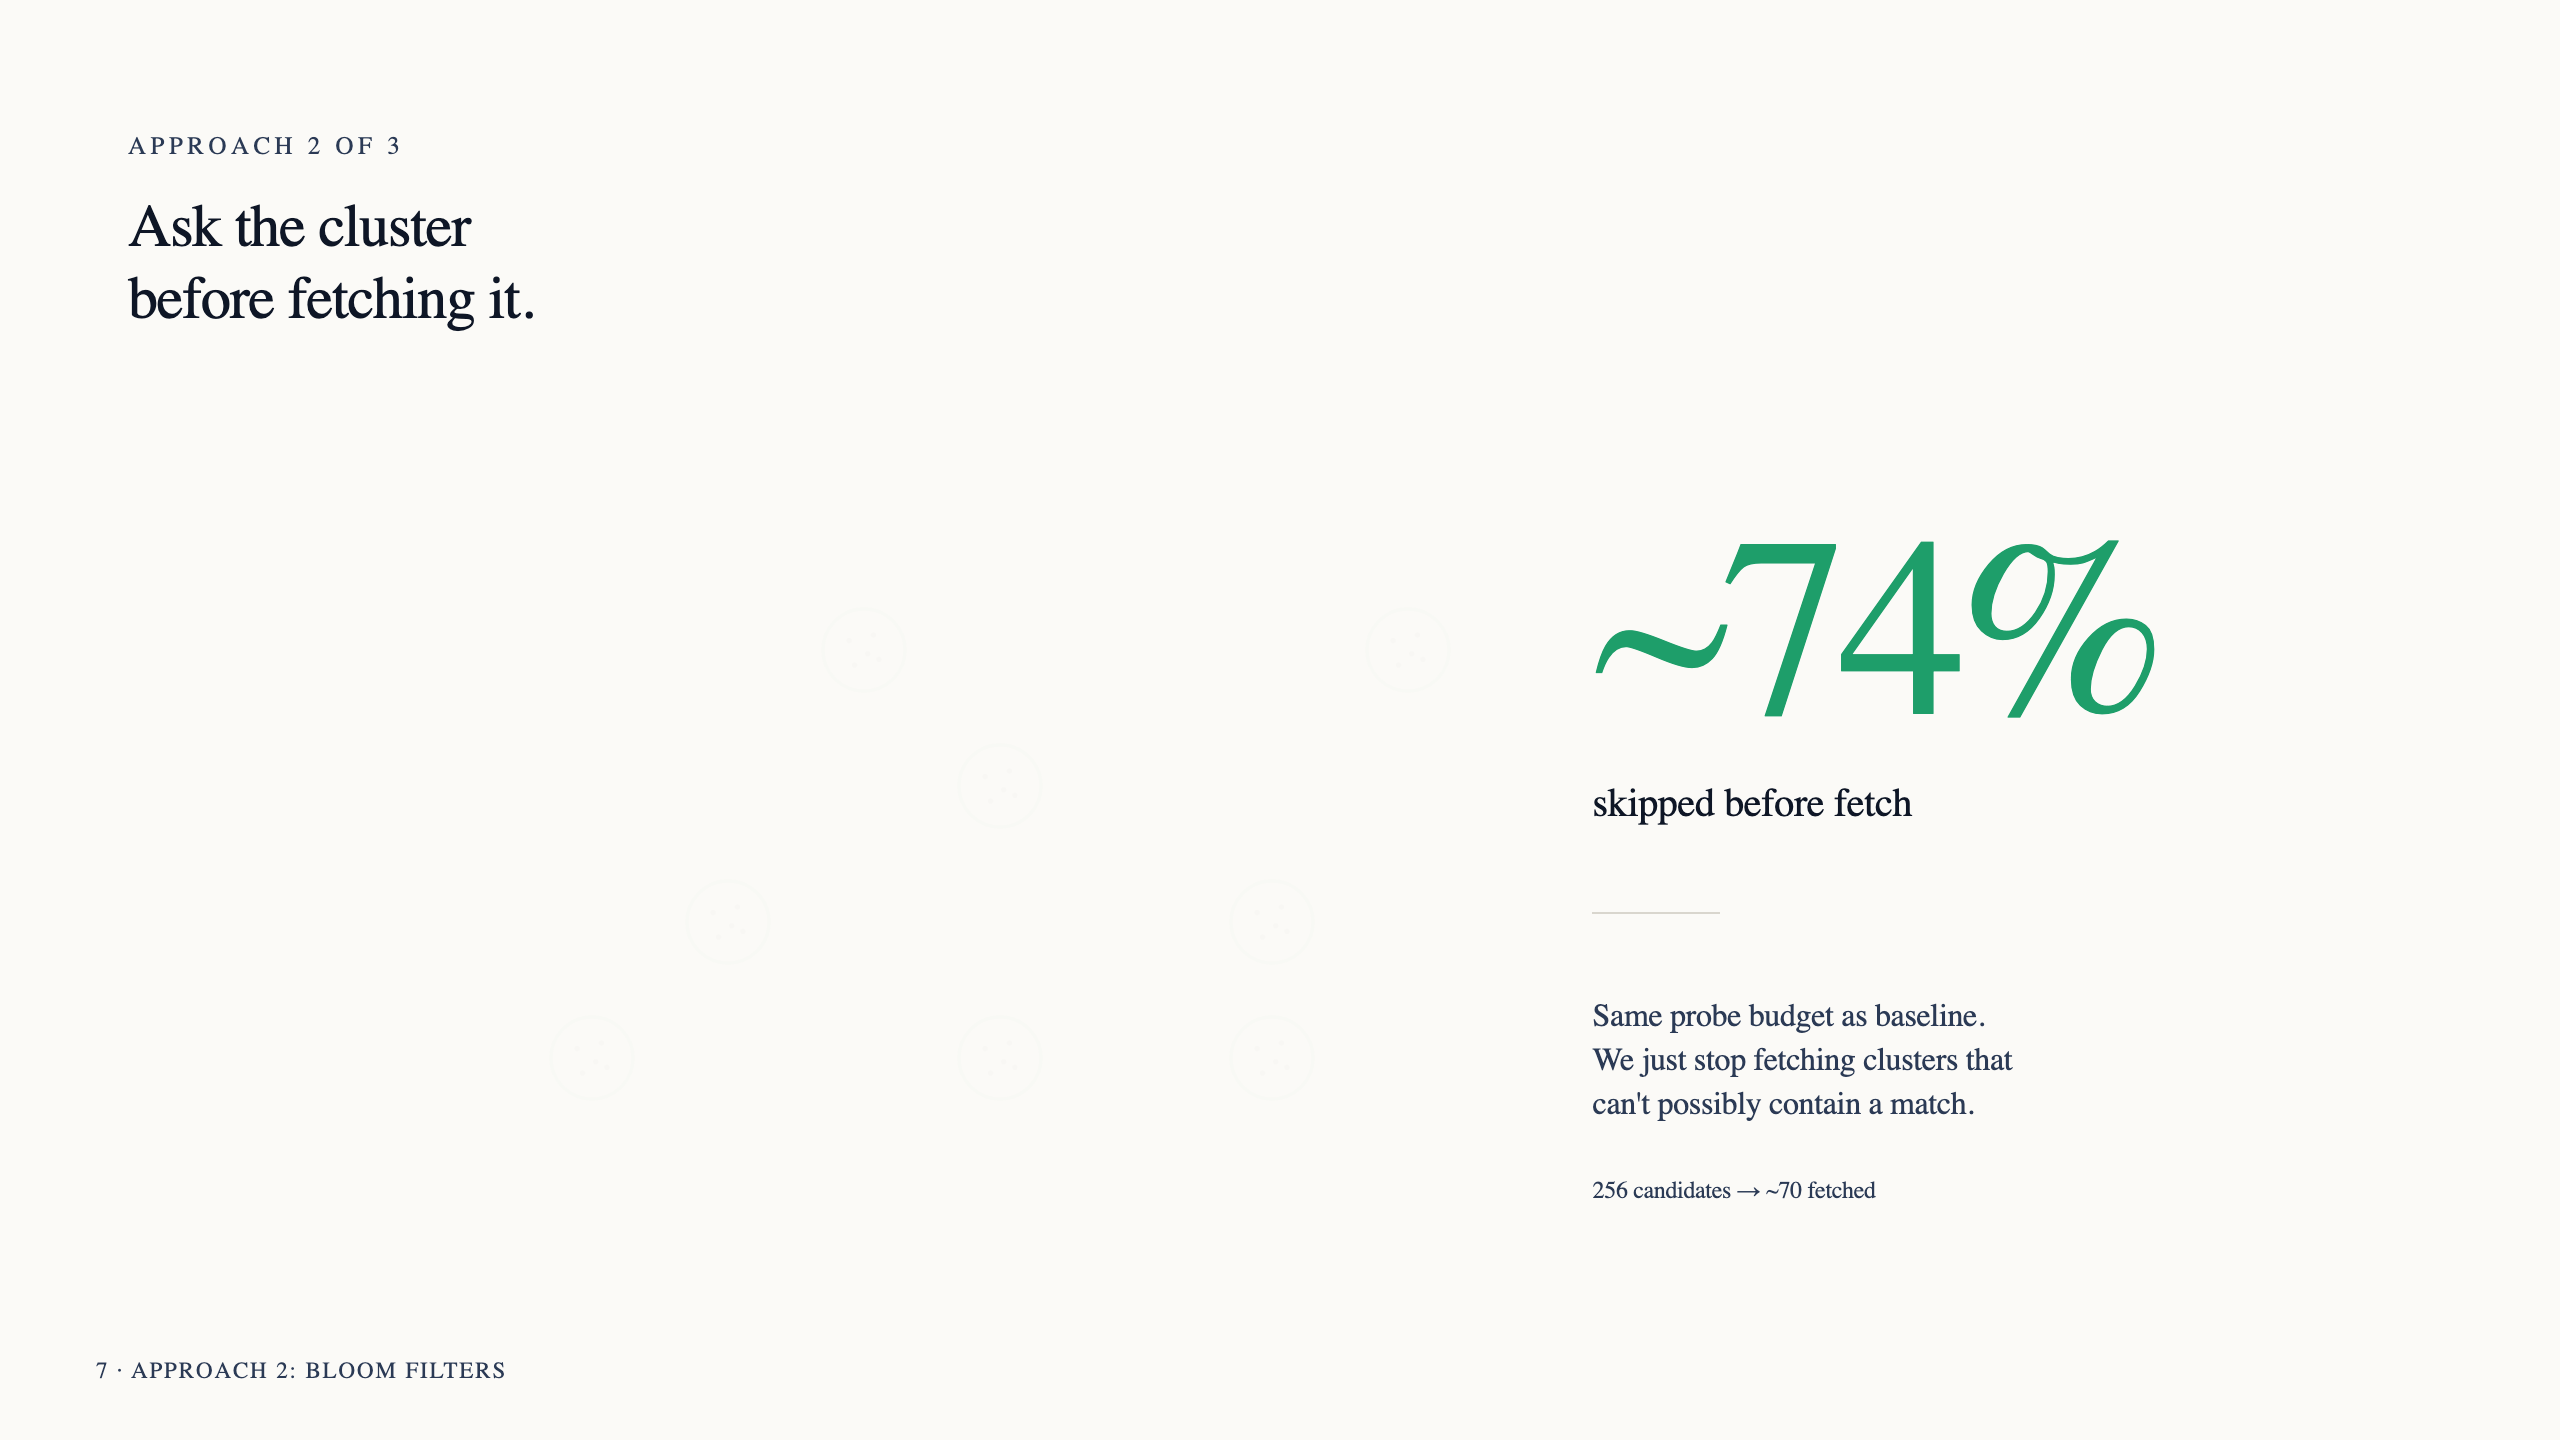 APPROACH 2 OF 3
Ask the cluster
before fetching it.
~74%
skipped before fetch
Same probe budget as baseline.
We just stop fetching clusters that
can't possibly contain a match.
256 candidates → ~70 fetched
7 · APPROACH 2: BLOOM FILTERS